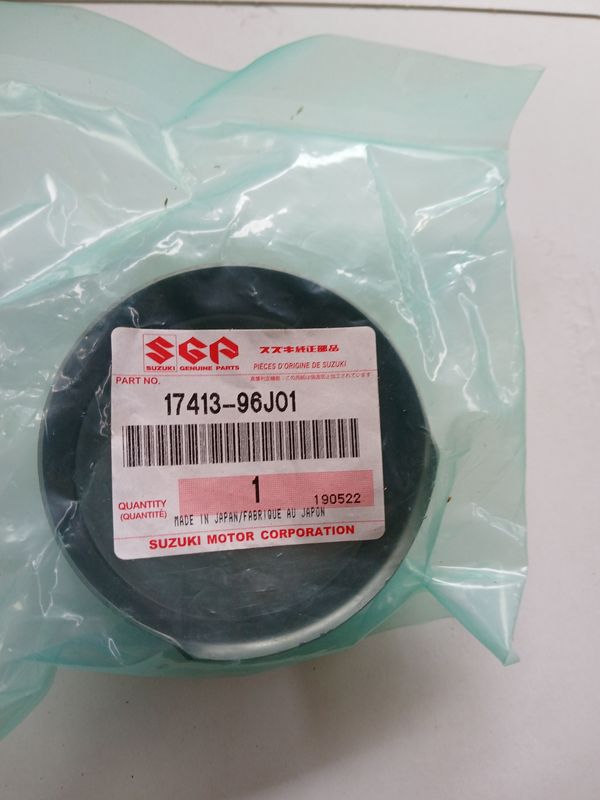 SGP
SUZUKI GENUINE PARTS
スズキ純正部品
PIÈCES D'ORIGINE DE SUZUKI
PART NO.
17413-96J01
QUANTITY
(QUANTITÉ)
1
190522
MADE IN JAPAN/FABRIQUE AU JAPON
SUZUKI MOTOR CORPORATION